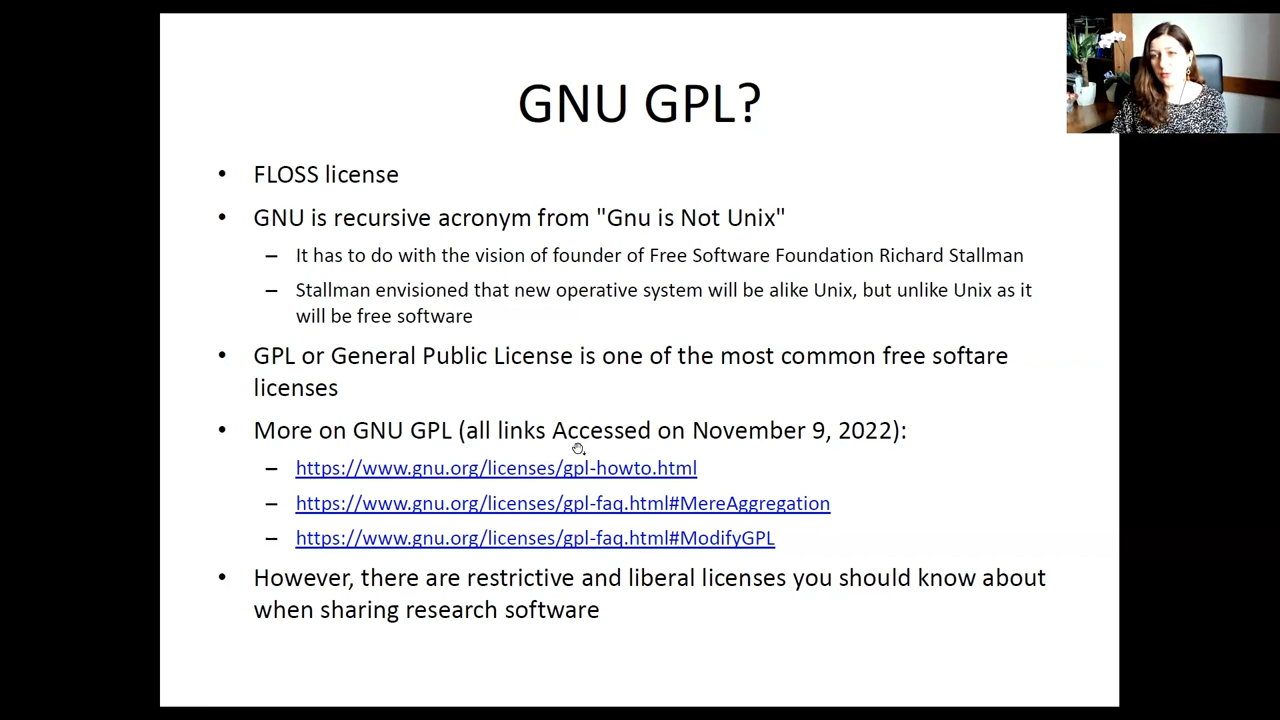 GNU GPL?
• FLOSS license
• GNU is recursive acronym from "Gnu is Not Unix"
– It has to do with the vision of founder of Free Software Foundation Richard Stallman
– Stallman envisioned that new operative system will be alike Unix, but unlike Unix as it
will be free software
• GPL or General Public License is one of the most common free softare
licenses
• More on GNU GPL (all links Accessed on November 9, 2022):
– https://www.gnu.org/licenses/gpl-howto.html
– https://www.gnu.org/licenses/gpl-faq.html#MereAggregation
– https://www.gnu.org/licenses/gpl-faq.html#ModifyGPL
• However, there are restrictive and liberal licenses you should know about
when sharing research software